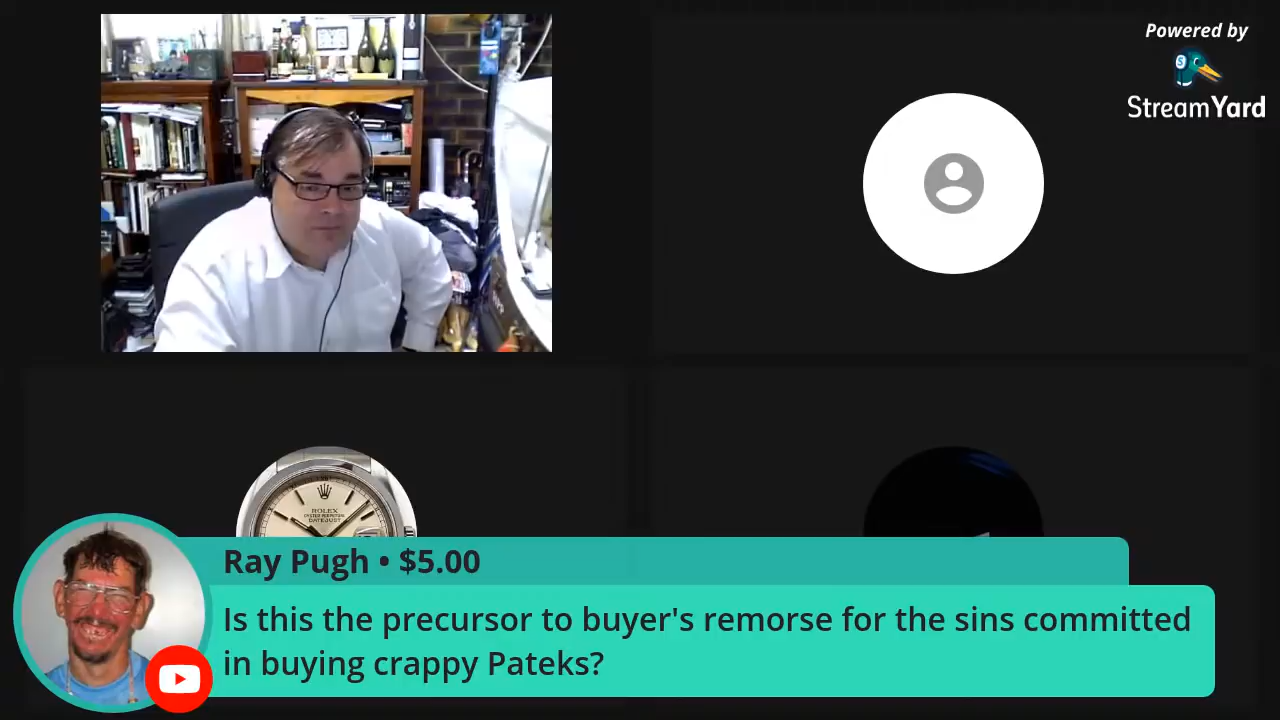 Powered by
StreamYard
ROLEX
OYSTER PERPETUAL
DATEJUST
Ray Pugh • $5.00
Is this the precursor to buyer's remorse for the sins committed
in buying crappy Pateks?